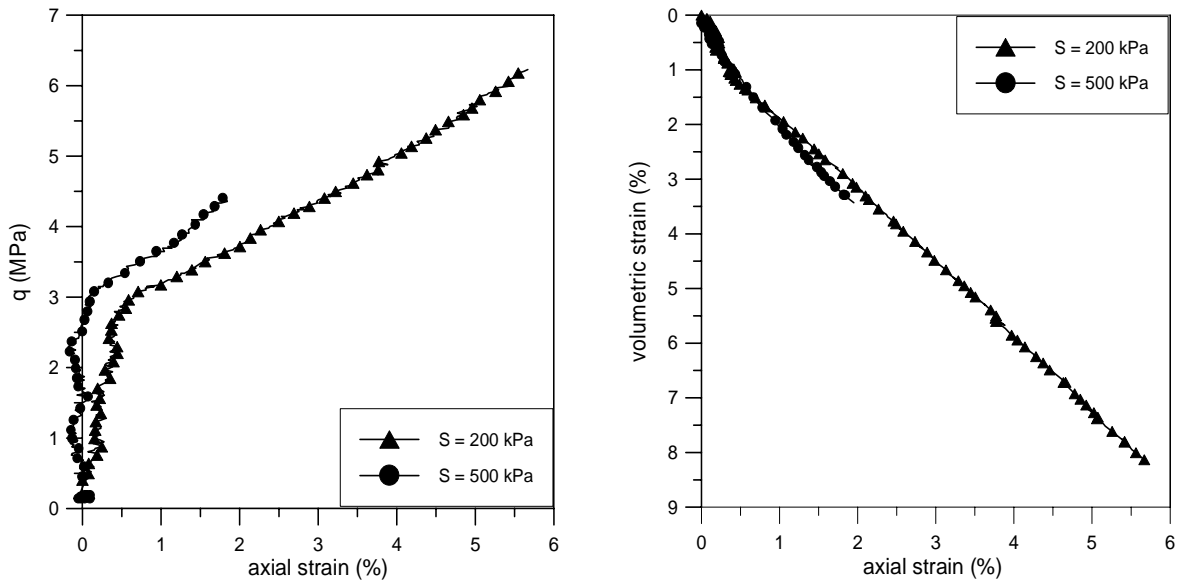 7
6
5
4
3
2
1
0
q (MPa)
0 1 2 3 4 5 6
axial strain (%)
S = 200 kPa
S = 500 kPa
0
1
2
3
4
5
6
7
8
9
volumetric strain (%)
0 1 2 3 4 5 6
axial strain (%)
S = 200 kPa
S = 500 kPa